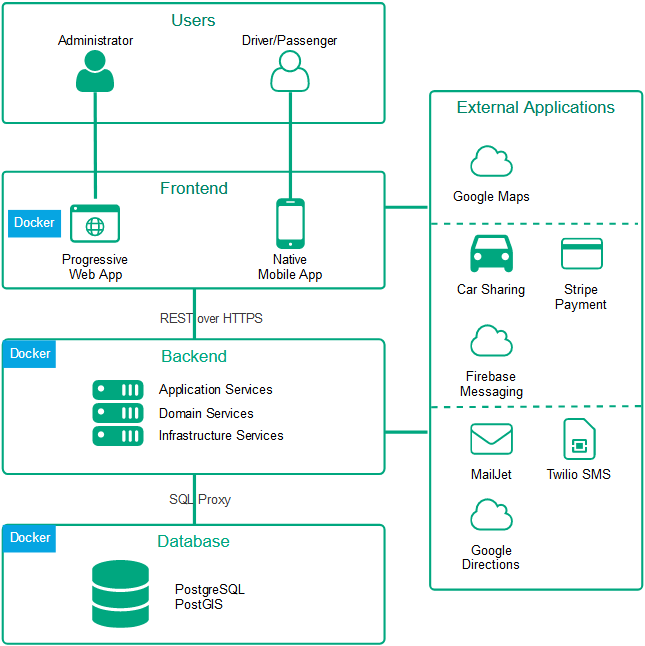 Users
Administrator
Driver/Passenger
Frontend
Docker
Progressive
Web App
Native
Mobile App
REST over HTTPS
Docker
Backend
Application Services
Domain Services
Infrastructure Services
SQL Proxy
Docker
Database
PostgreSQL
PostGIS
External Applications
Google Maps
Car Sharing
Stripe
Payment
Firebase
Messaging
MailJet
Twilio SMS
Google
Directions